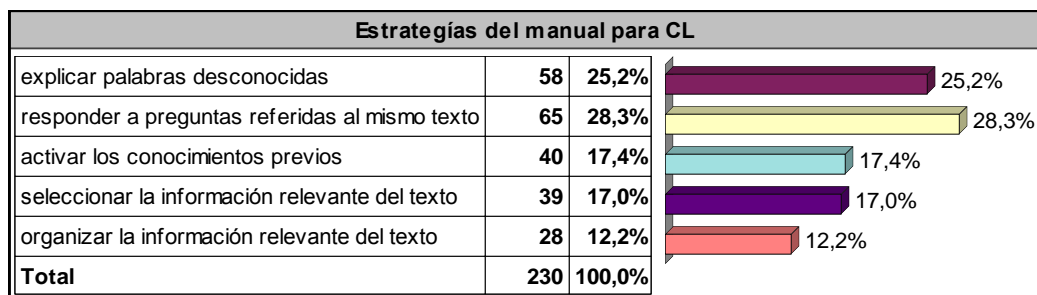 Estrategías del manual para CL
explicar palabras desconocidas 58 25,2% 25,2%
responder a preguntas referidas al mismo texto 65 28,3% 28,3%
activar los conocimientos previos 40 17,4% 17,4%
seleccionar la información relevante del texto 39 17,0% 17,0%
organizar la información relevante del texto 28 12,2% 12,2%
Total 230 100,0%